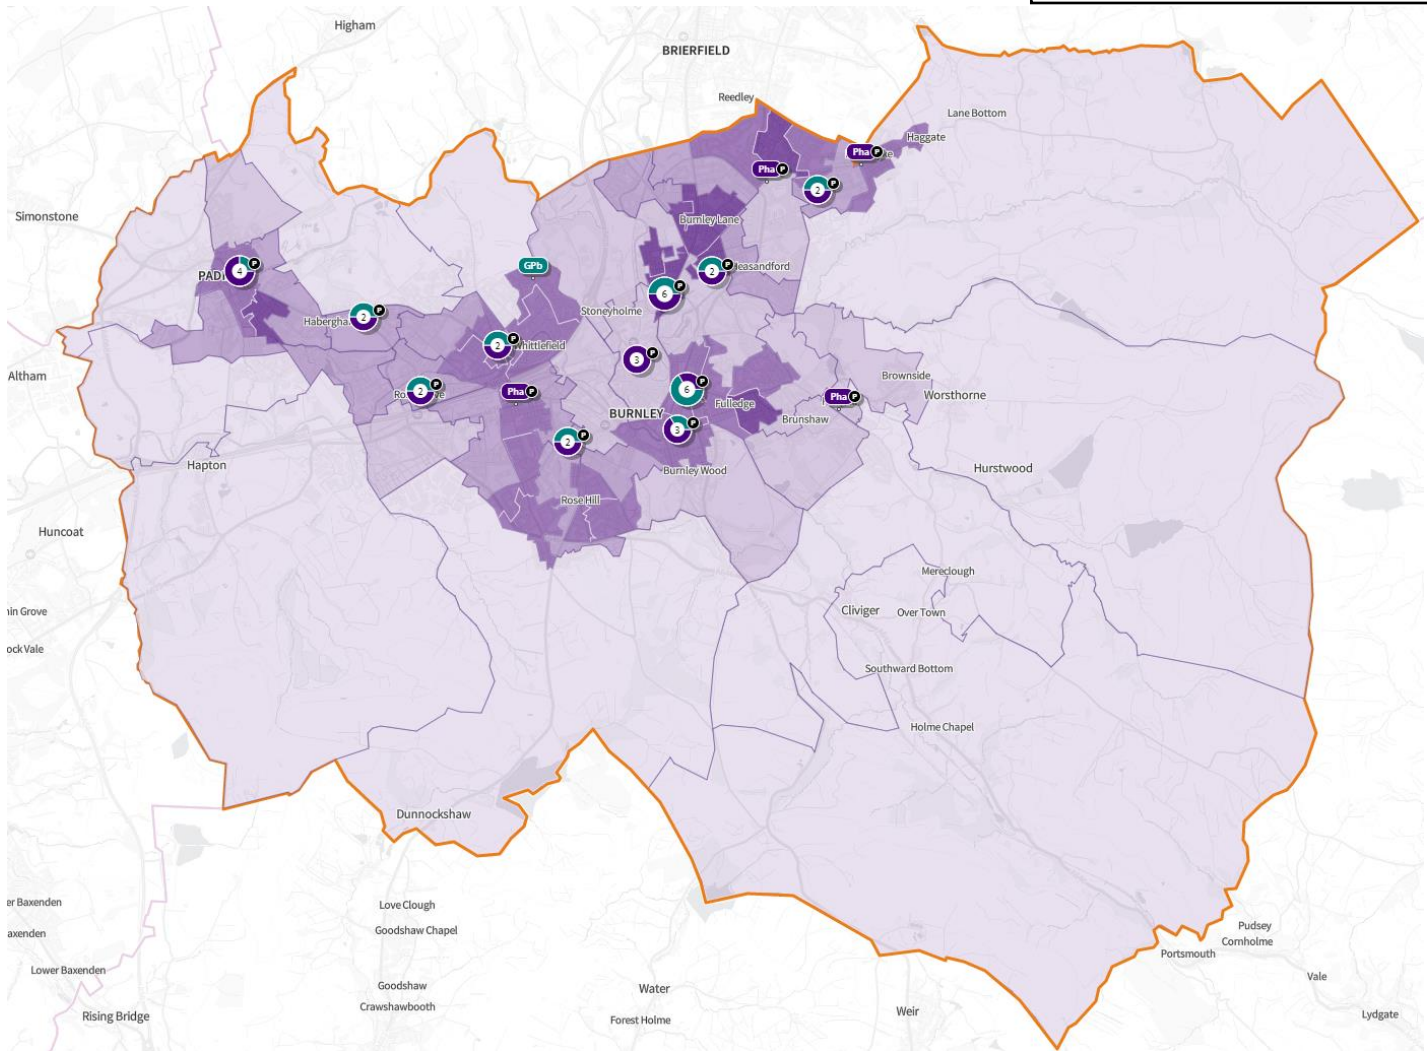 Higham
BRIERFIELD
Reedley
Lane Bottom
Haggate
Pha P
Pha P
2 P
Simonstone
Burnley Lane
GPb
4 P
2 P
6 P
Stoneyholme
2 P
Whittlefield
2 P
3 P
Altham
2 P
Pha P
6 P
Fulledge
Pha P
Brownside
Worsthorne
BURNLEY
3 P
Brunshaw
2 P
Hapton
Burnley Wood
Hurstwood
Rose Hill
Huncoat
Mereclough
Cliviger
Over Town
Southward Bottom
Holme Chapel
Dunnockshaw
Love Clough
Goodshaw Chapel
Pudsey
Cornholme
Portsmouth
Lower Baxenden
Vale
Goodshaw
Water
Crawshawbooth
Weir
Lydgate
Rising Bridge
Forest Holme